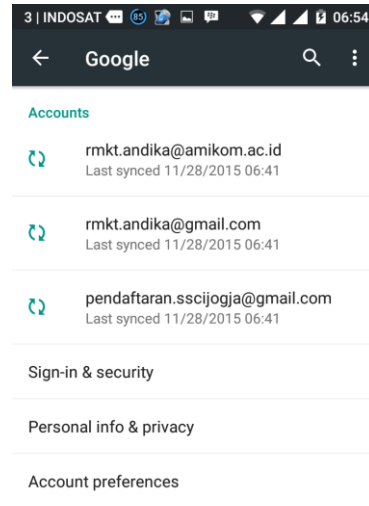 3 | INDOSAT 85 06:54
Google
Accounts
rmkt.andika@amikom.ac.id
Last synced 11/28/2015 06:41
rmkt.andika@gmail.com
Last synced 11/28/2015 06:41
pendaftaran.sscijogja@gmail.com
Last synced 11/28/2015 06:41
Sign-in & security
Personal info & privacy
Account preferences